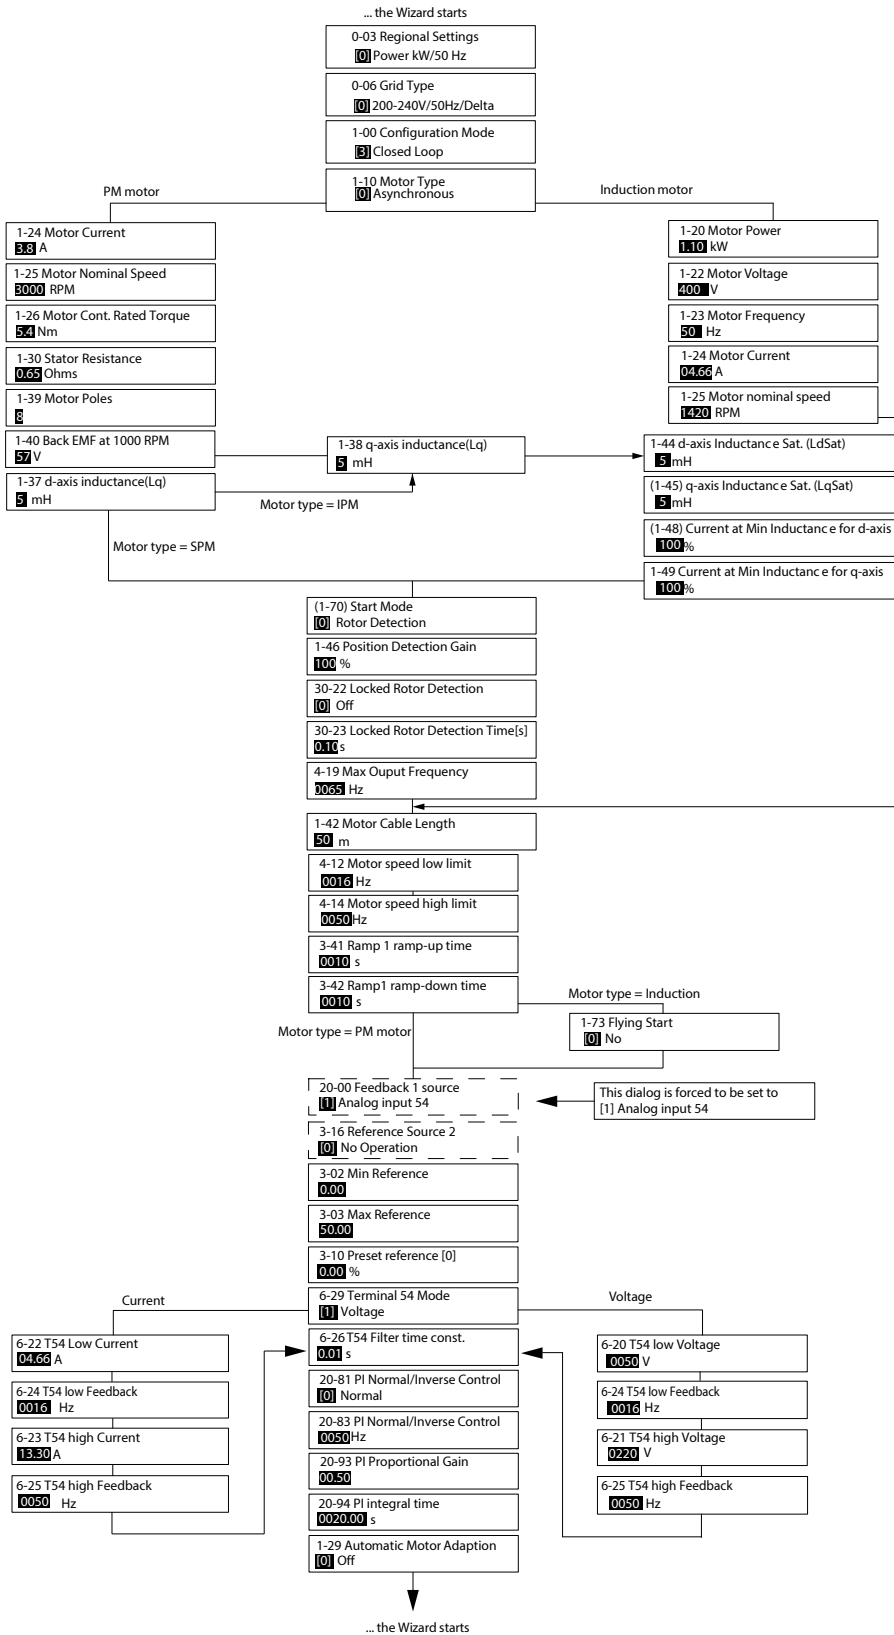 ... the Wizard starts
0-03 Regional Settings
[0] Power kW/50 Hz
0-06 Grid Type
[0] 200-240V/50Hz/Delta
1-00 Configuration Mode
[3] Closed Loop
1-10 Motor Type
[0] Asynchronous
PM motor
Induction motor
1-24 Motor Current
3.8 A
1-25 Motor Nominal Speed
3000 RPM
1-26 Motor Cont. Rated Torque
5.4 Nm
1-30 Stator Resistance
0.65 Ohms
1-39 Motor Poles
8
1-40 Back EMF at 1000 RPM
57 V
1-37 d-axis inductance(Lq)
5 mH
1-20 Motor Power
1.10 kW
1-22 Motor Voltage
400 V
1-23 Motor Frequency
50 Hz
1-24 Motor Current
04.66 A
1-25 Motor nominal speed
1420 RPM
1-38 q-axis inductance(Lq)
5 mH
Motor type = IPM
Motor type = SPM
1-44 d-axis Inductance Sat. (LdSat)
5 mH
(1-45) q-axis Inductance Sat. (LqSat)
5 mH
(1-48) Current at Min Inductance for d-axis
100 %
1-49 Current at Min Inductance for q-axis
100 %
(1-70) Start Mode
[0] Rotor Detection
1-46 Position Detection Gain
100 %
30-22 Locked Rotor Detection
[0] Off
30-23 Locked Rotor Detection Time[s]
0.10 s
4-19 Max Ouput Frequency
0065 Hz
1-42 Motor Cable Length
50 m
4-12 Motor speed low limit
0016 Hz
4-14 Motor speed high limit
0050 Hz
3-41 Ramp 1 ramp-up time
0010 s
3-42 Ramp1 ramp-down time
0010 s
Motor type = Induction
Motor type = PM motor
1-73 Flying Start
[0] No
20-00 Feedback 1 source
[1] Analog input 54
This dialog is forced to be set to
[1] Analog input 54
3-16 Reference Source 2
[0] No Operation
3-02 Min Reference
0.00
3-03 Max Reference
50.00
3-10 Preset reference [0]
0.00 %
6-29 Terminal 54 Mode
[1] Voltage
Current
Voltage
6-22 T54 Low Current
04.66 A
6-24 T54 low Feedback
0016 Hz
6-23 T54 high Current
13.30 A
6-25 T54 high Feedback
0050 Hz
6-26 T54 Filter time const.
0.01 s
20-81 PI Normal/Inverse Control
[0] Normal
20-83 PI Normal/Inverse Control
0050 Hz
20-93 PI Proportional Gain
00.50
20-94 PI integral time
0020.00 s
1-29 Automatic Motor Adaption
[0] Off
6-20 T54 low Voltage
0050 V
6-24 T54 low Feedback
0016 Hz
6-21 T54 high Voltage
0220 V
6-25 T54 high Feedback
0050 Hz
... the Wizard starts